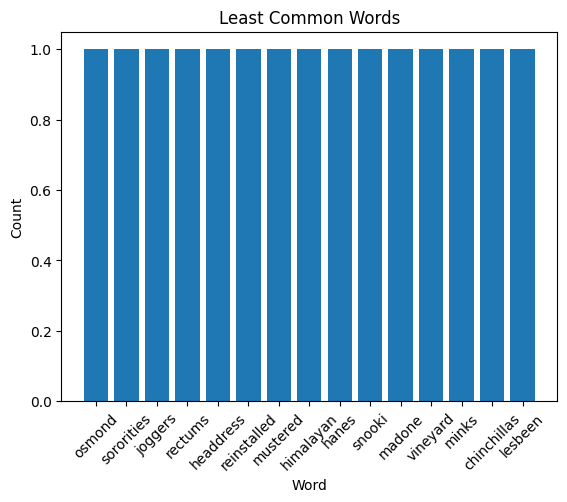 Least Common Words
1.0
0.8
0.6
0.4
0.2
0.0
Count
osmond
sororities
joggers
rectums
headdress
reinstalled
mustered
himalayan
hanes
snooki
madone
vineyard
minks
chinchillas
lesbeen
Word